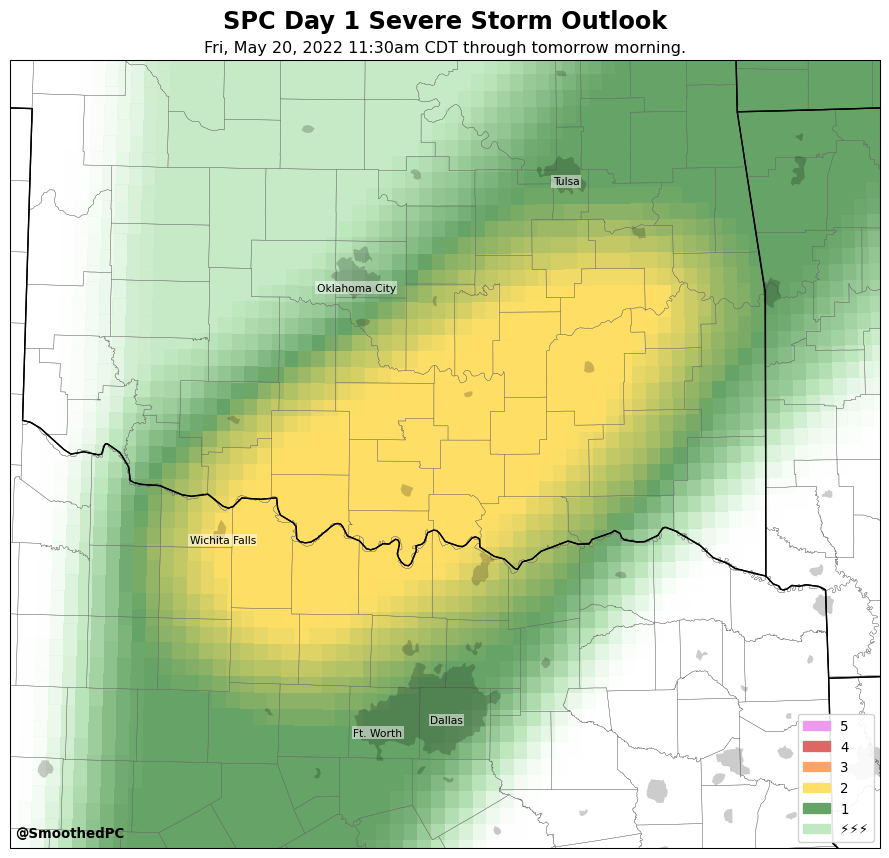 SPC Day 1 Severe Storm Outlook
Fri, May 20, 2022 11:30am CDT through tomorrow morning.
Tulsa
Oklahoma City
Wichita Falls
Dallas
Ft. Worth
5
4
3
2
1
⚡⚡⚡
@SmoothedPC